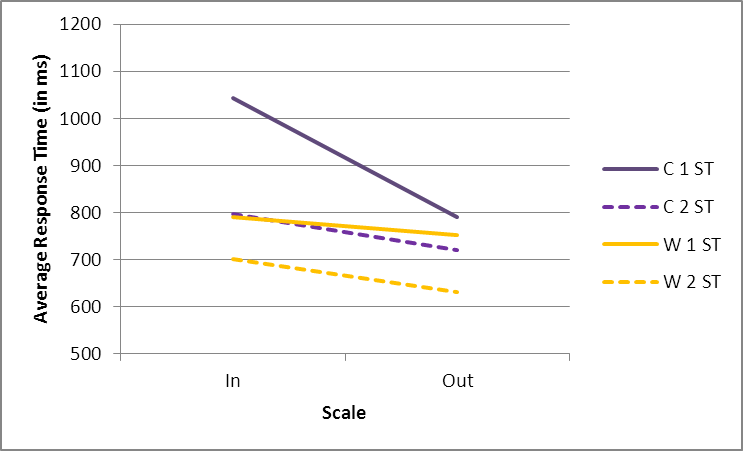 1200
1100
1000
900
800
700
600
500
Average Response Time (in ms)
In
Out
Scale
C 1 ST
C 2 ST
W 1 ST
W 2 ST